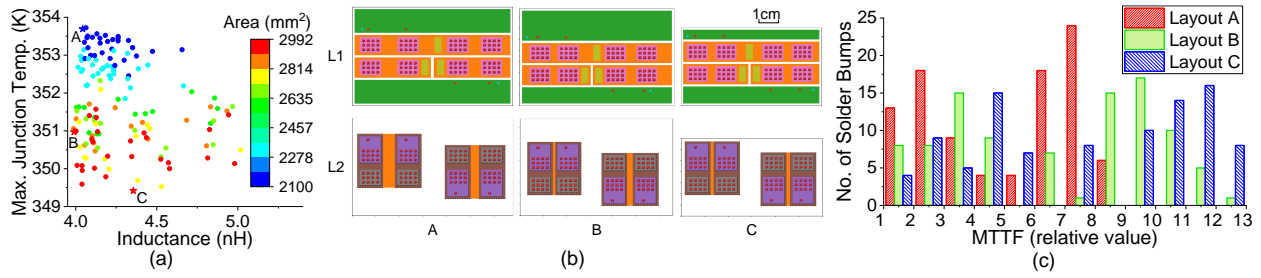 354
353
352
351
350
349
Max. Junction Temp. (K)
A
B
C
4.0
4.5
5.0
Inductance (nH)
Area (mm²)
2992
2814
2635
2457
2278
2100
(a)
L1
L2
1cm
A
B
C
(b)
25
20
15
10
5
0
No. of Solder Bumps
Layout A
Layout B
Layout C
1 2 3 4 5 6 7 8 9 10 11 12 13
MTTF (relative value)
(c)